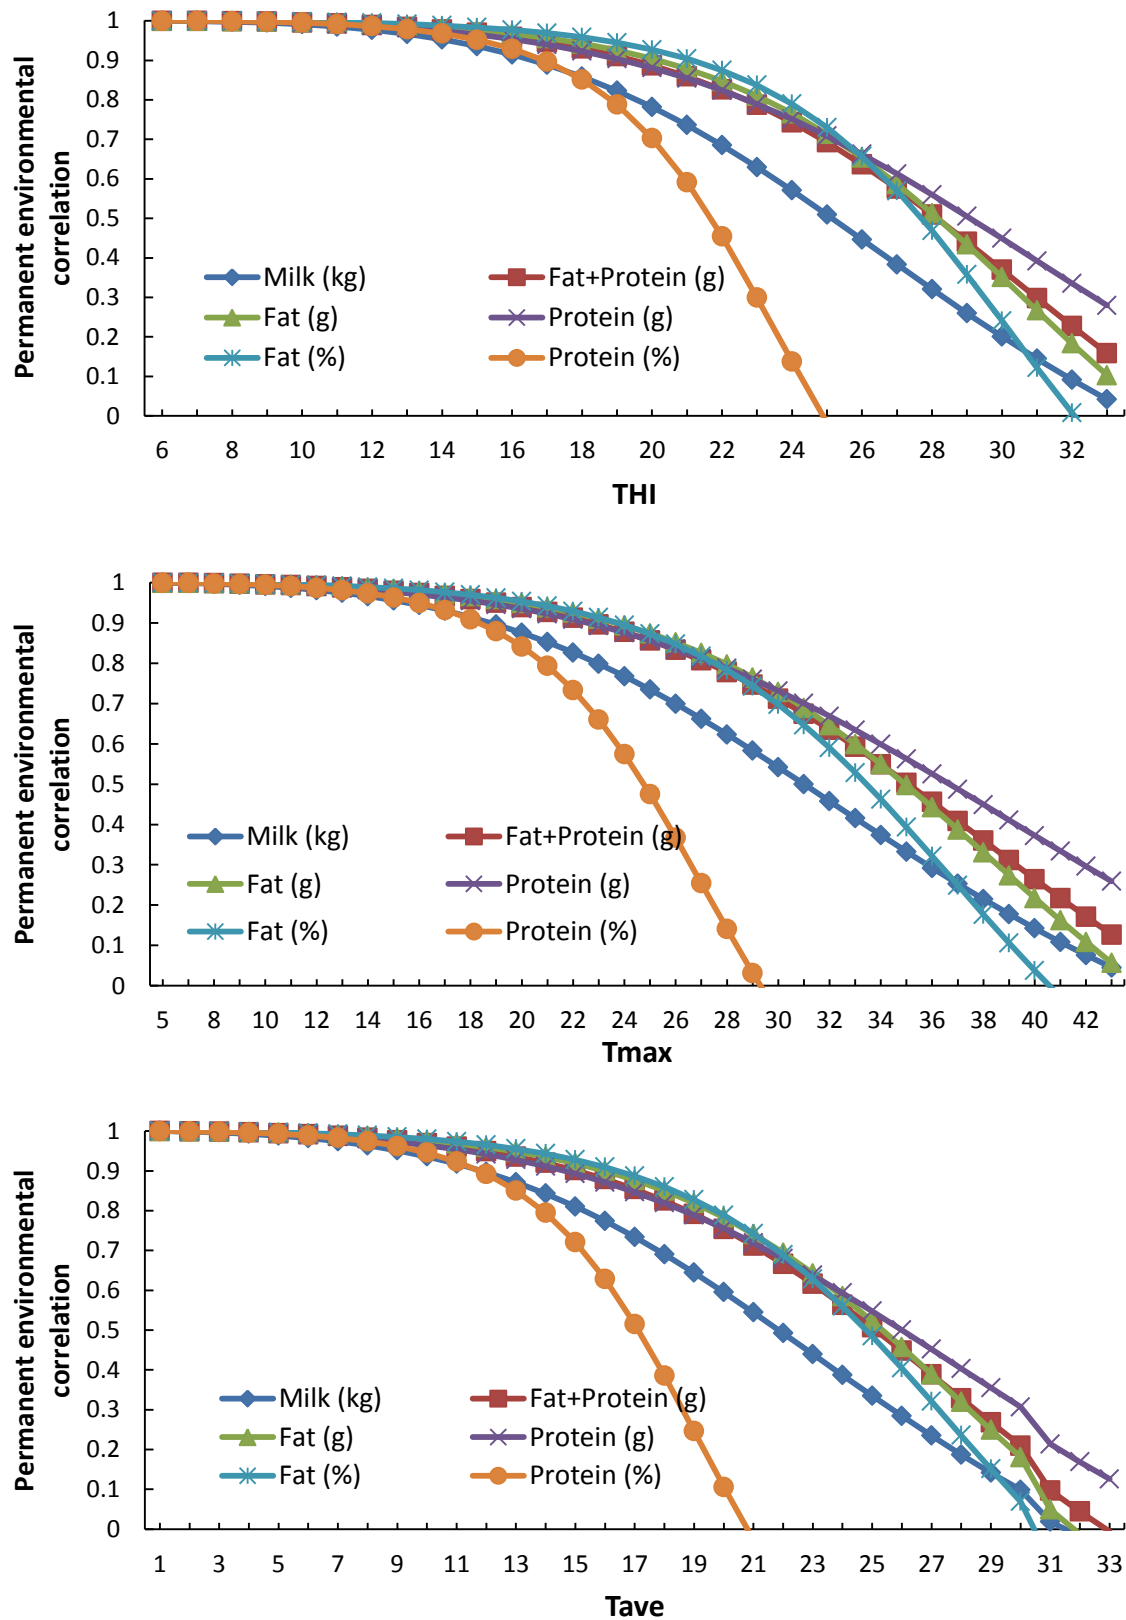 Permanent environmental
correlation
1
0.9
0.8
0.7
0.6
0.5
0.4
0.3
0.2
0.1
0
Milk (kg) Fat+Protein (g)
Fat (g) Protein (g)
Fat (%) Protein (%)
6 8 10 12 14 16 18 20 22 24 26 28 30 32
THI
Permanent environmental
correlation
1
0.9
0.8
0.7
0.6
0.5
0.4
0.3
0.2
0.1
0
Milk (kg) Fat+Protein (g)
Fat (g) Protein (g)
Fat (%) Protein (%)
5 8 10 12 14 16 18 20 22 24 26 28 30 32 34 36 38 40 42
Tmax
Permanent environmental
correlation
1
0.9
0.8
0.7
0.6
0.5
0.4
0.3
0.2
0.1
0
Milk (kg) Fat+Protein (g)
Fat (g) Protein (g)
Fat (%) Protein (%)
1 3 5 7 9 11 13 15 17 19 21 23 25 27 29 31 33
Tave